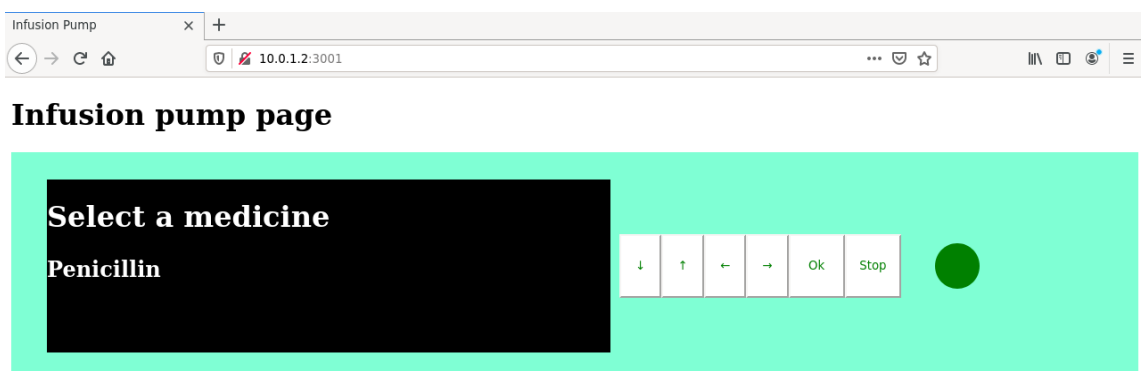 Infusion Pump
10.0.1.2:3001
Infusion pump page
Select a medicine
Penicillin
↓ ↑ ← → Ok Stop